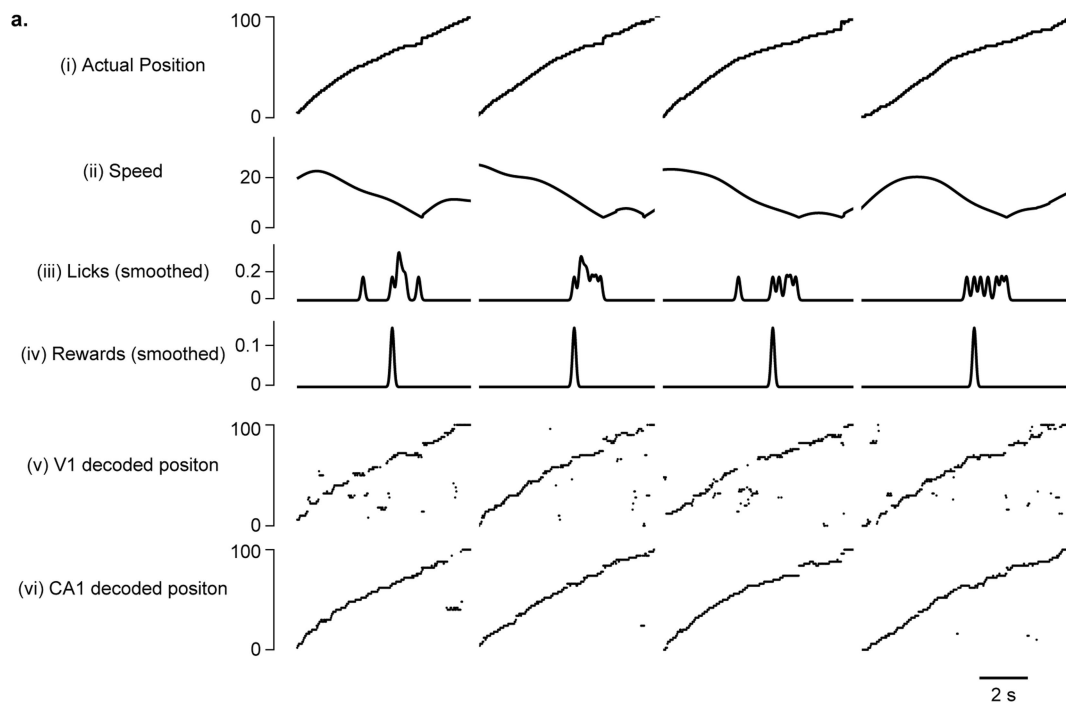 a.
(i) Actual Position
100
0
(ii) Speed
20
0
(iii) Licks (smoothed)
0.2
0
(iv) Rewards (smoothed)
0.1
0
(v) V1 decoded positon
100
0
(vi) CA1 decoded positon
100
0
2 s